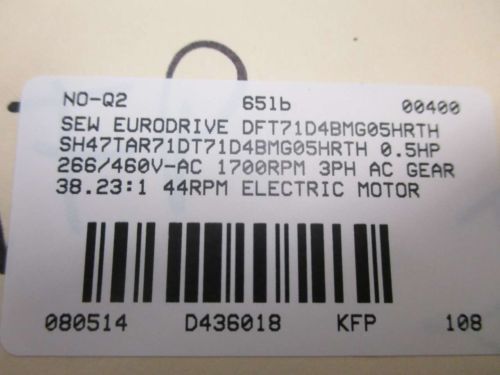 NO-Q2 65lb 00400
SEW EURODRIVE DFT71D4BMG05HRTH
SH47TAR71DT71D4BMG05HRTH 0.5HP
266/460V-AC 1700RPM 3PH AC GEAR
38.23:1 44RPM ELECTRIC MOTOR
080514 D436018 KFP 108